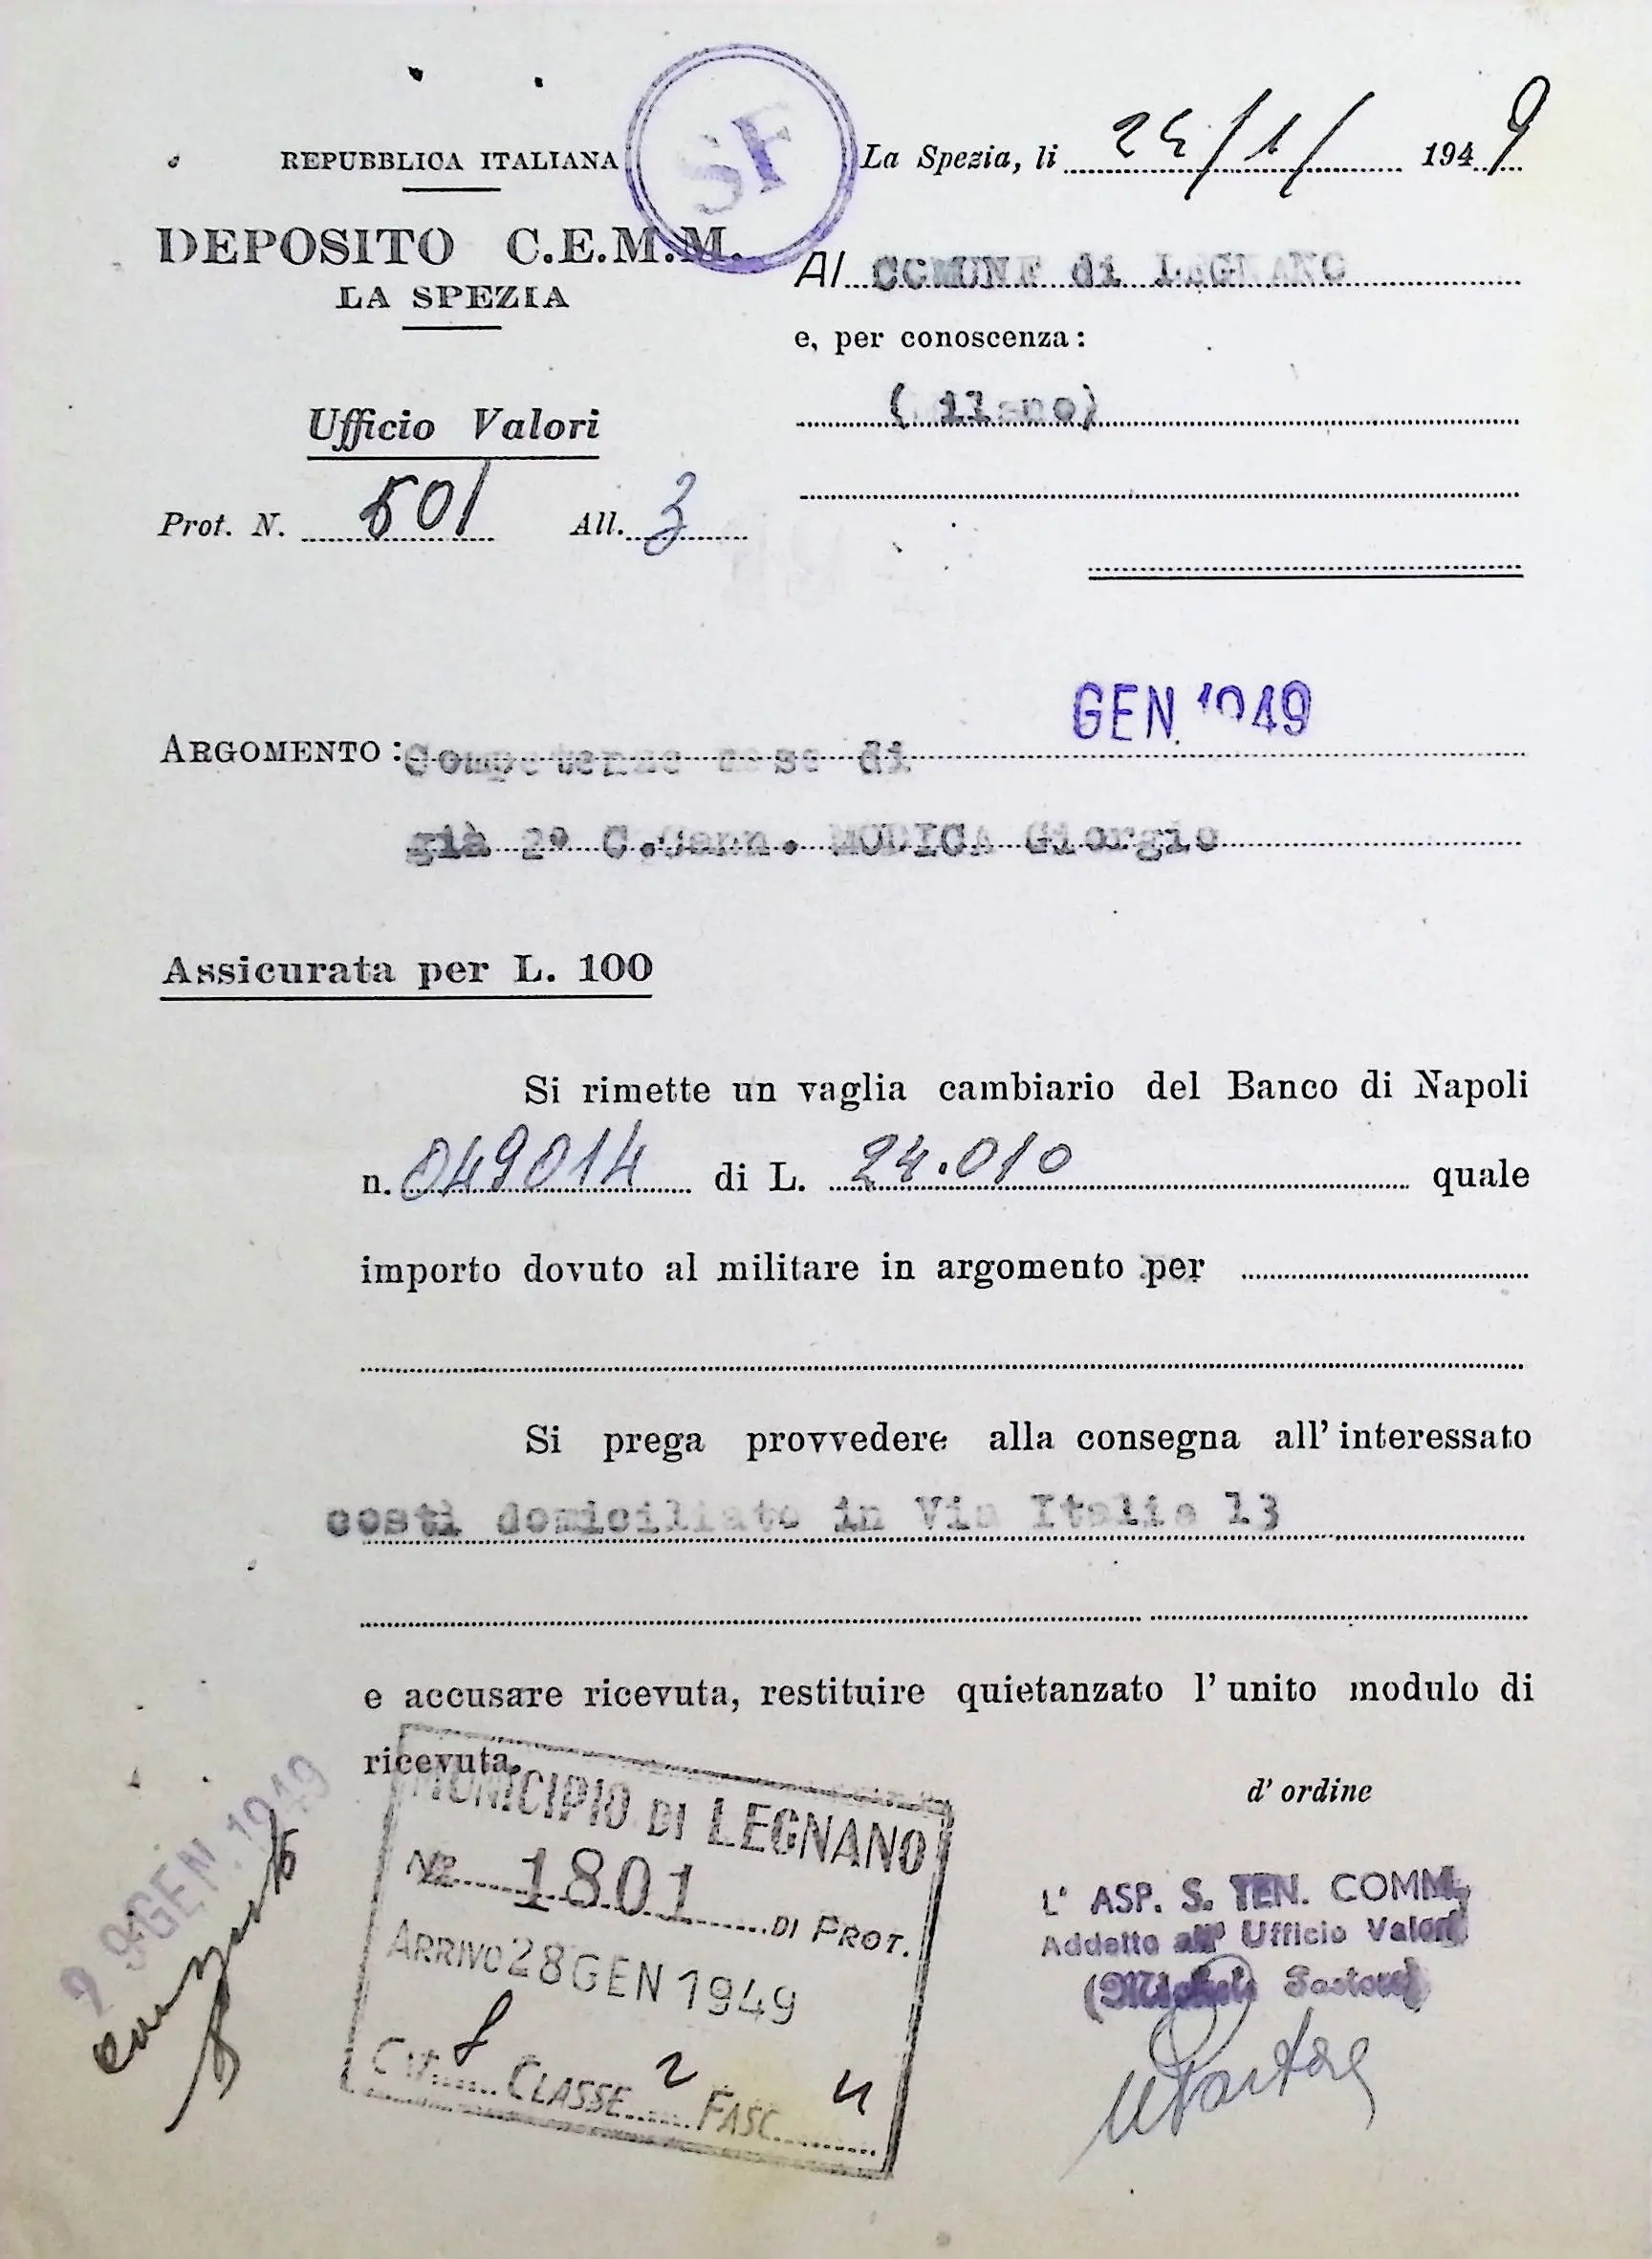 SF
REPUBBLICA ITALIANA
La Spezia, li 24/1/ 1949
DEPOSITO C.E.M.M.
LA SPEZIA
Al COMUNE di LEGNANO
e, per conoscenza:
(Milano)
Ufficio Valori
Prot. N. 501 All. 3
GEN. 1949
ARGOMENTO: Competenze mese di
già 2° C. Cann. MODICA Giorgio
Assicurata per L. 100
Si rimette un vaglia cambiario del Banco di Napoli
n. 049014 di L. 24.010 quale
importo dovuto al militare in argomento per
Si prega provvedere alla consegna all' interessato
costì domiciliato in Via Italia 13
e accusare ricevuta, restituire quietanzato l' unito modulo di
ricevuta.
d' ordine
MUNICIPIO DI LEGNANO
No 1801 DI PROT.
ARRIVO 28 GEN 1949
CAT. 8 CLASSE 2 FASC. 4
GEN. 1949
L' ASP. S. TEN. COMM.
Addetto all' Ufficio Valori